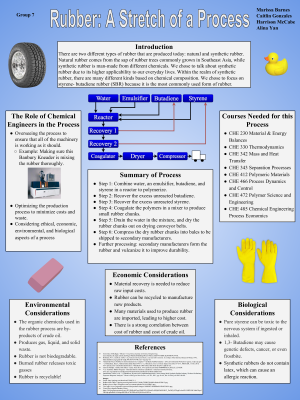 Group 7
Rubber: A Stretch of a Process
Marissa Barnes
Caitlin Gonzales
Harrison McCabe
Alina Yun
Introduction
There are two different types of rubber that are produced today: natural and synthetic rubber.
Natural rubber comes from the sap of rubber trees commonly grown in Southeast Asia, while
synthetic rubber is man-made from different chemicals. We chose to talk about synthetic
rubber due to its higher applicability to our everyday lives. Within the realm of synthetic
rubber, there are many different kinds based on chemical composition. We chose to focus on
styrene- butadiene rubber (SBR) because it is the most commonly used form of rubber.
Water Emulsifier Butadiene Styrene
Reactor
Recovery 1
Recovery 2
Coagulator Dryer Compressor
The Role of Chemical
Engineers in the Process
Overseeing the process to
ensure that all of the machinery
is working as it should.
Example: Making sure this
Banbury Kneader is mixing
the rubber thoroughly.
Optimizing the production
process to minimize costs and
waste.
Considering ethical, economic,
environmental, and biological
aspects of a process
Courses Needed for this
Process
CHE 230 Material & Energy
Balances
CHE 330 Thermodynamics
CHE 342 Mass and Heat
Transfer
CHE 343 Separation Processes
CHE 412 Polymeric Materials
CHE 466 Process Dynamics
and Control
CHE 472 Polymer Science and
Engineering
CHE 485 Chemical Engineering
Process Economics
Summary of Process
Step 1: Combine water, an emulsifier, butadiene, and
styrene in a reactor to polymerize.
Step 2: Recover the excess unreacted butadiene.
Step 3: Recover the excess unreacted styrene.
Step 4: Coagulate the polymers in a mixer to produce
small rubber chunks.
Step 5: Drain the water in the mixture, and dry the
rubber chunks out on drying conveyor belts.
Step 6: Compress the dry rubber chunks into bales to be
shipped to secondary manufacturers.
Further processing: secondary manufacturers form the
rubber and vulcanize it to improve durability.
Economic Considerations
Material recovery is needed to reduce
raw input costs.
Rubber can be recycled to manufacture
new products.
Many materials used to produce rubber
are imported, leading to higher cost.
There is a strong correlation between
cost of rubber and cost of crude oil.
Environmental
Considerations
The organic chemicals used in
the rubber process are by-
products of crude oil.
Produces gas, liquid, and solid
waste.
Rubber is not biodegradable.
Burned rubber releases toxic
gasses
Rubber is recyclable!
Biological
Considerations
Pure styrene can be toxic to the
nervous system if ingested or
inhaled.
1,3- Butadiene may cause
genetic defects, cancer, or even
frostbite.
Synthetic rubbers do not contain
latex, which can cause an
allergic reaction.
References